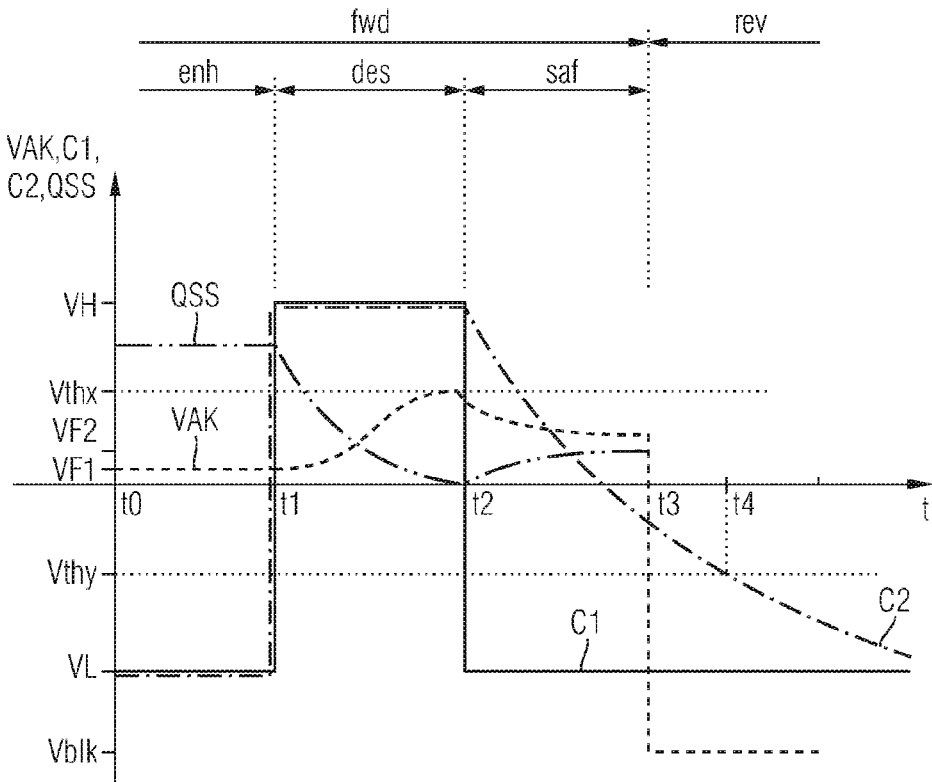 fwd rev
enh des saf
VAK,C1,
C2,QSS
VH
QSS
Vthx
VAK
VF2
VF1
t0 t1 t2 t3 t4 t
Vthy
C1
C2
VL
Vblk